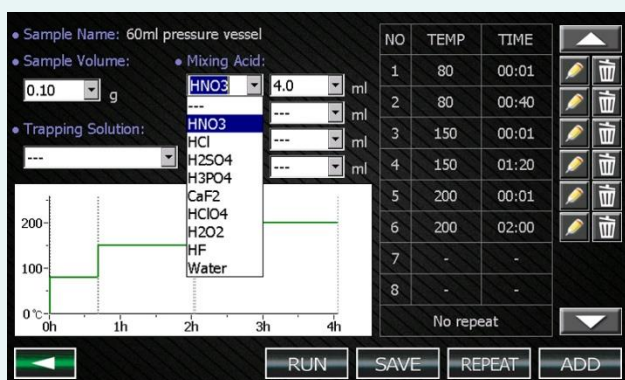 Sample Name: 60ml pressure vessel
Sample Volume:
0.10 g
Mixing Acid:
HNO3 4.0 ml
--- ml
--- ml
--- ml
---
HNO3
HCl
H2SO4
H3PO4
CaF2
HClO4
H2O2
HF
Water
Trapping Solution:
---
200
100
0℃
0h 1h 2h 3h 4h
NO TEMP TIME
1 80 00:01
2 80 00:40
3 150 00:01
4 150 01:20
5 200 00:01
6 200 02:00
7 - -
8 - -
No repeat
RUN SAVE REPEAT ADD